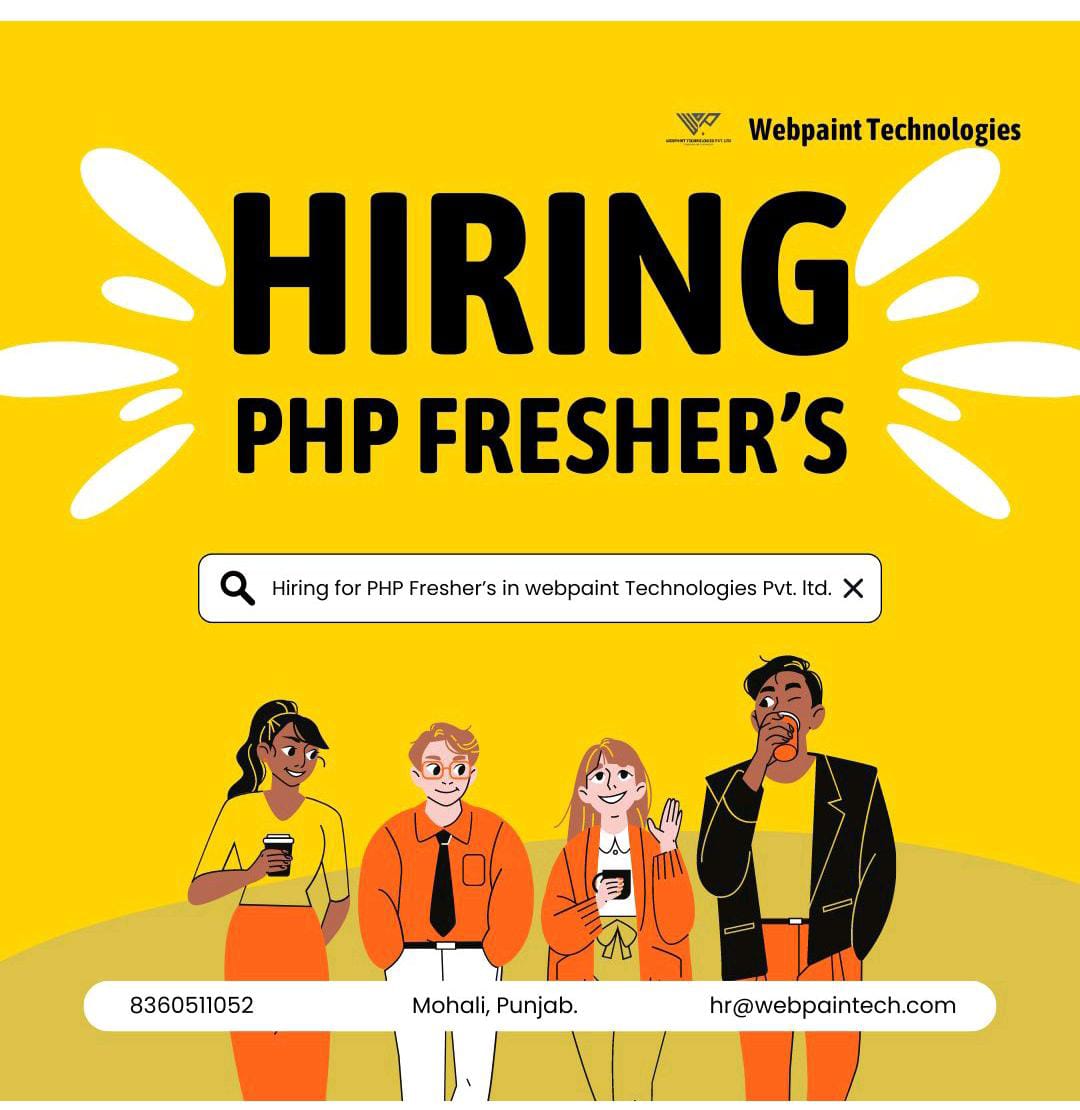 Webpaint Technologies
HIRING
PHP FRESHER’S
Hiring for PHP Fresher’s in webpaint Technologies Pvt. ltd.
8360511052
Mohali, Punjab.
hr@webpaintech.com